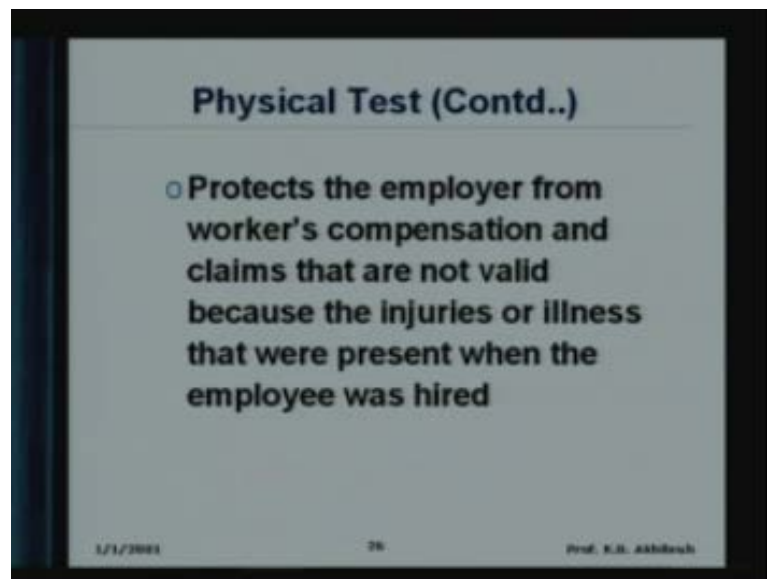 Physical Test (Contd..)
o Protects the employer from
worker's compensation and
claims that are not valid
because the injuries or illness
that were present when the
employee was hired
26
Prof. K.B. Akhilesh